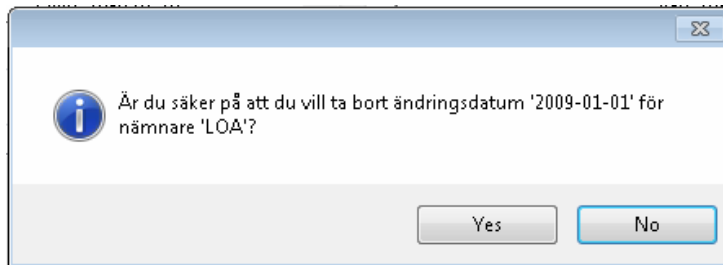 Är du säker på att du vill ta bort ändringsdatum '2009-01-01' för
nämnare 'LOA'?
Yes
No